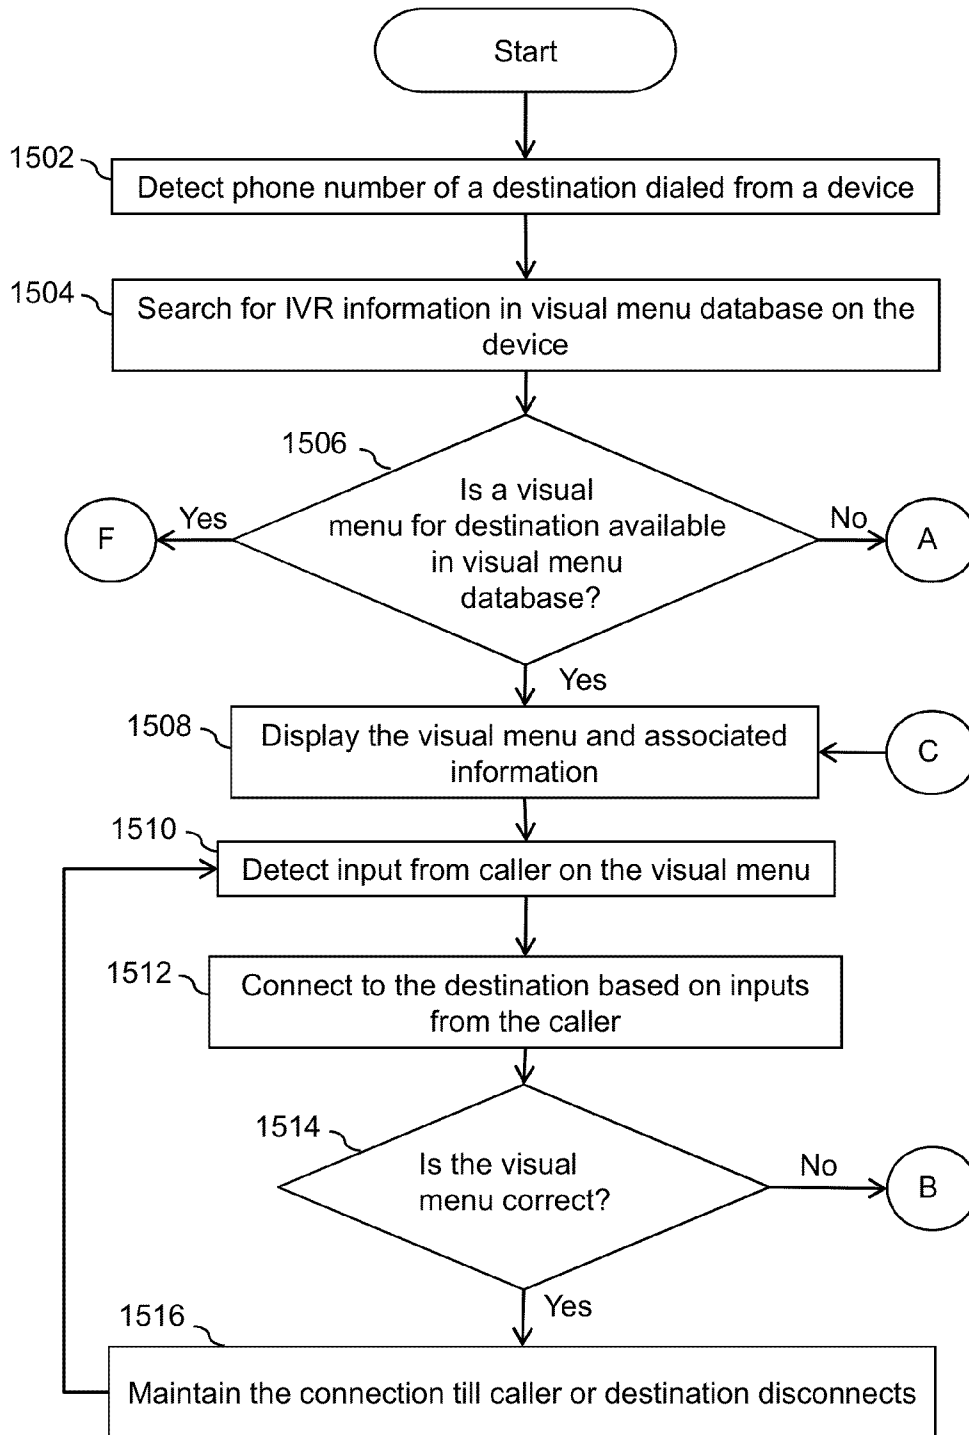 Start
1502
Detect phone number of a destination dialed from a device
1504
Search for IVR information in visual menu database on the
device
1506
Is a visual
menu for destination available
in visual menu
database?
F
Yes
No
A
Yes
1508
Display the visual menu and associated
information
C
1510
Detect input from caller on the visual menu
1512
Connect to the destination based on inputs
from the caller
1514
Is the visual
menu correct?
No
B
Yes
1516
Maintain the connection till caller or destination disconnects